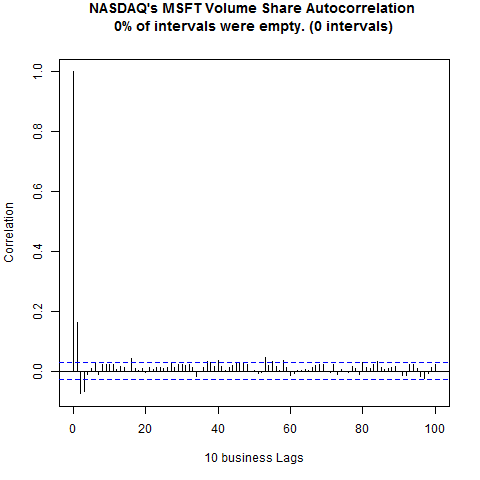 NASDAQ's MSFT Volume Share Autocorrelation
0% of intervals were empty. (0 intervals)
Correlation
1.0
0.8
0.6
0.4
0.2
0.0
0 20 40 60 80 100
10 business Lags